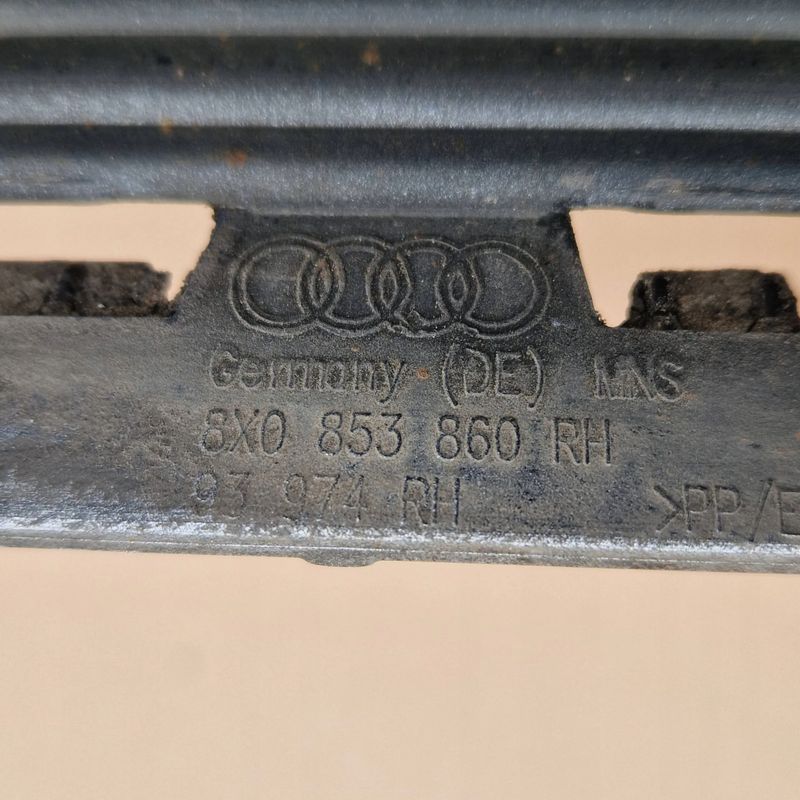 Germany (DE) MNS
8X0 853 860 RH
93 974 RH
>PP/E